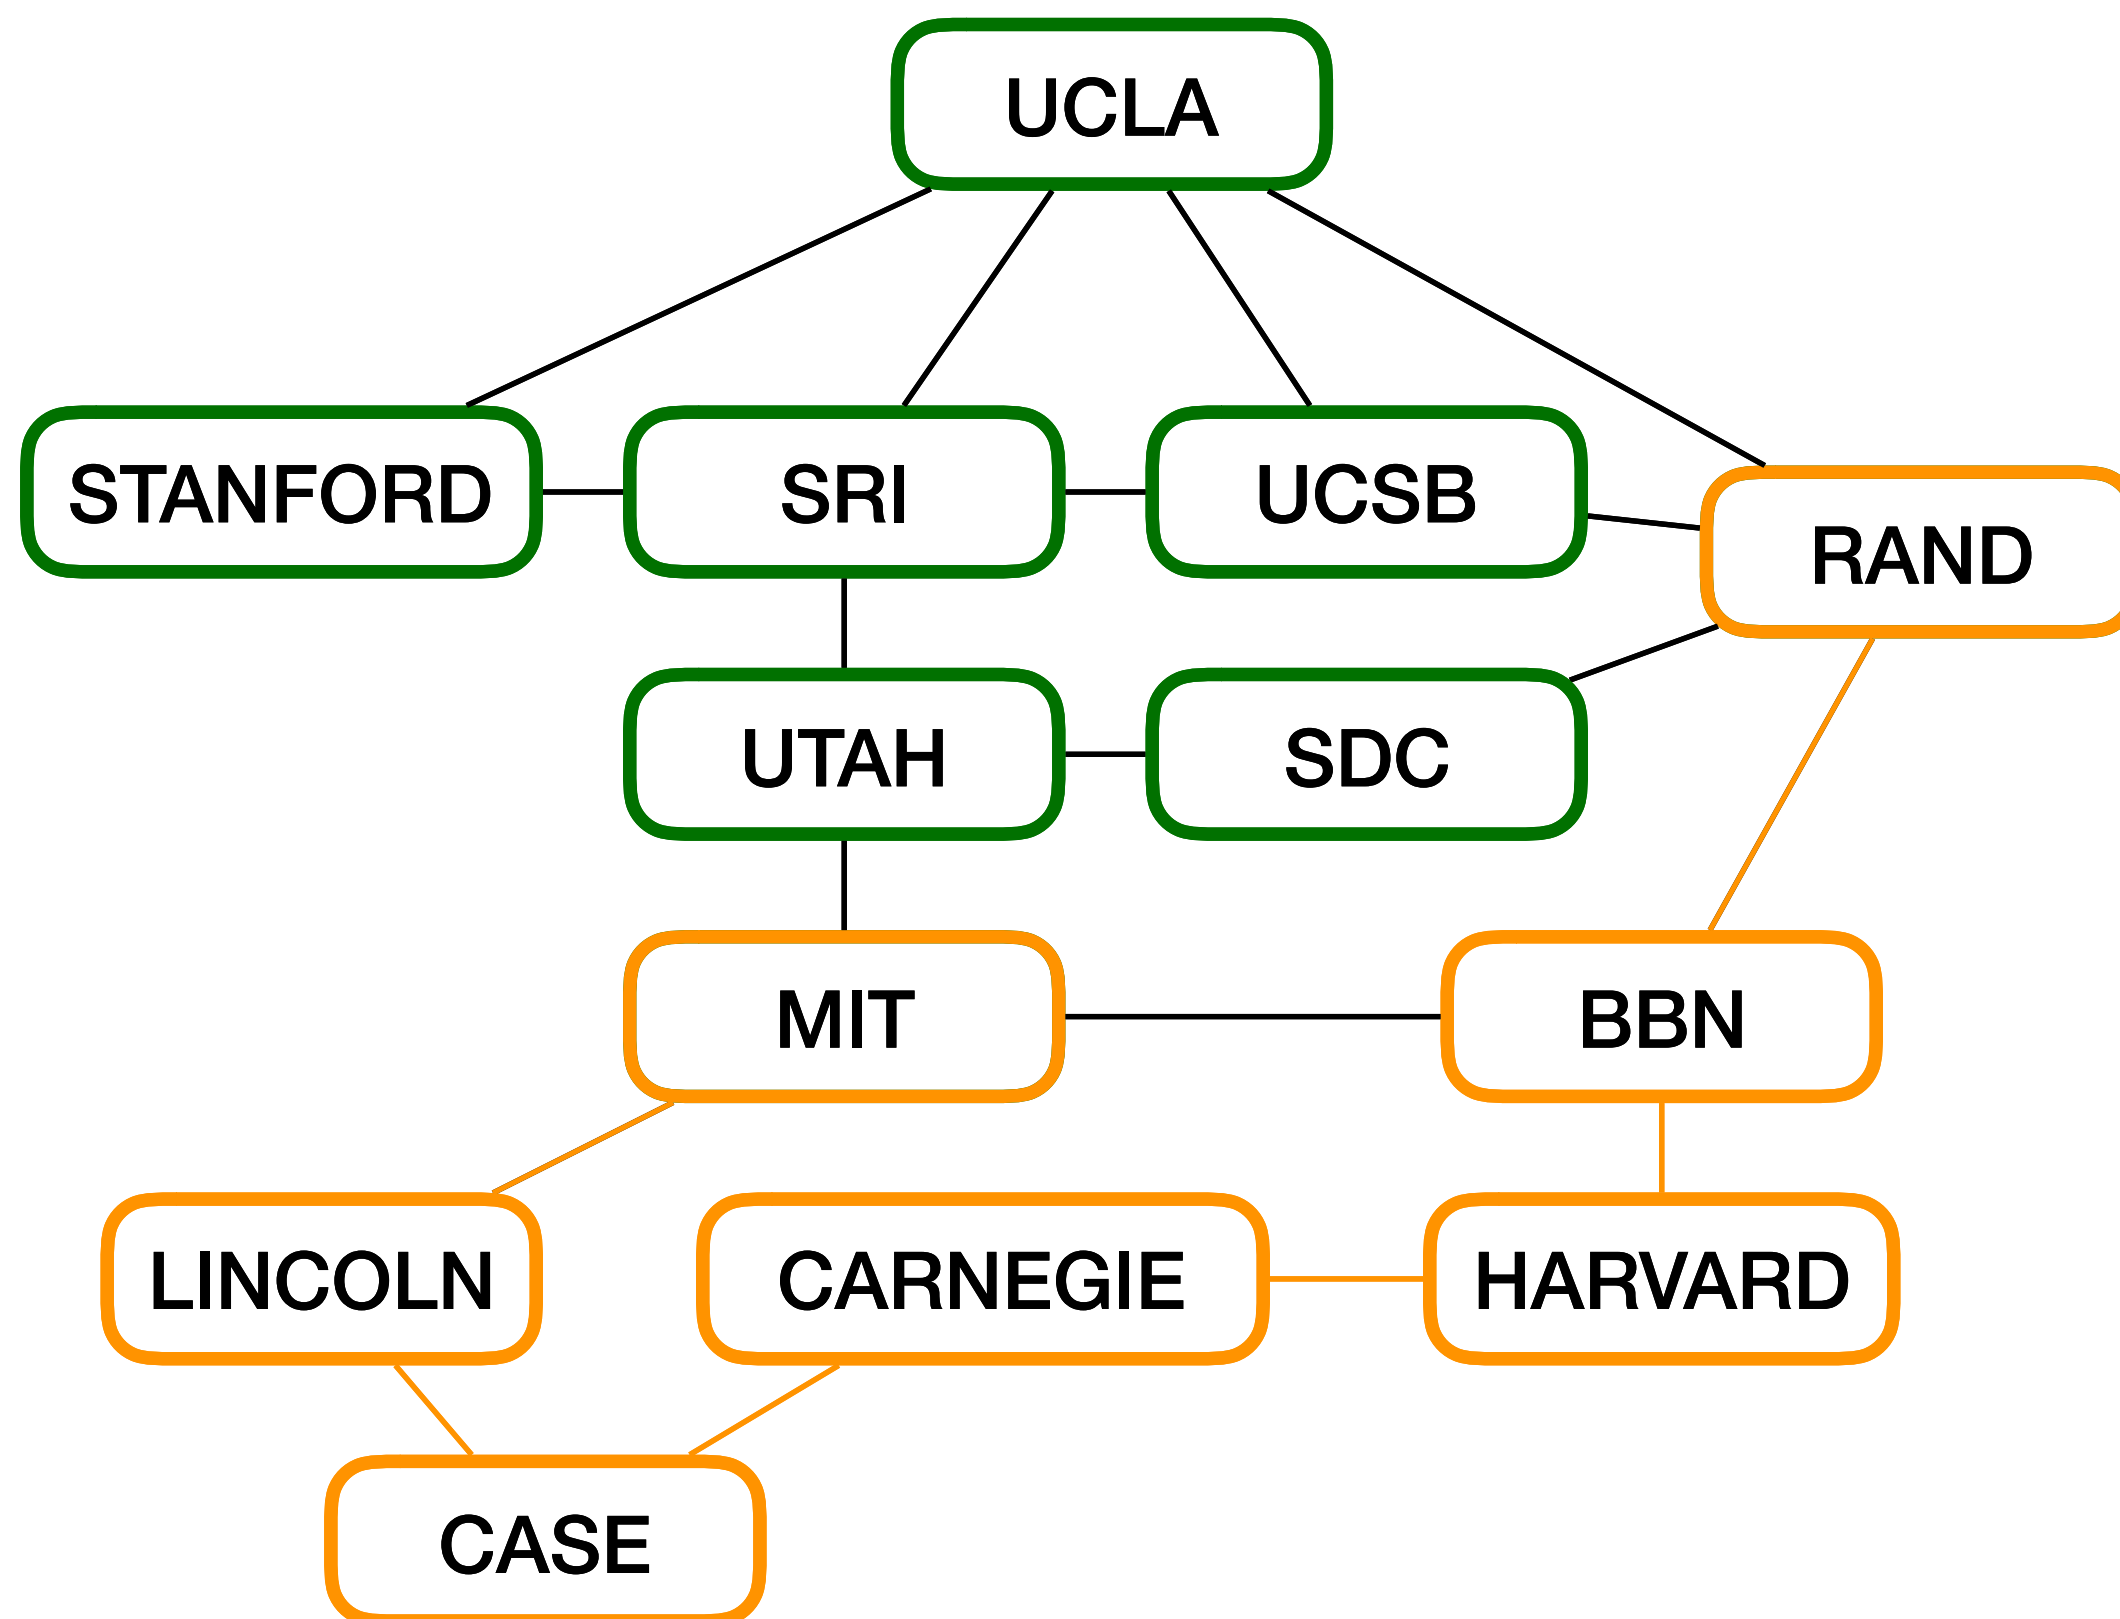 UCLA
STANFORD
SRI
UCSB
RAND
UTAH
SDC
MIT
BBN
LINCOLN
CARNEGIE
HARVARD
CASE